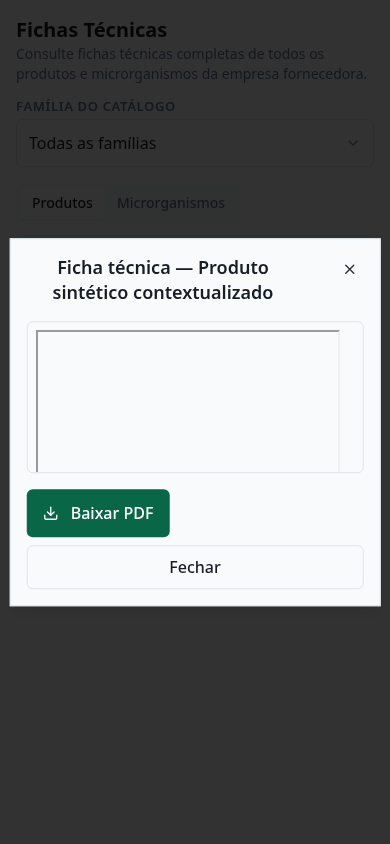 Fichas Técnicas
Consulte fichas técnicas completas de todos os
produtos e microrganismos da empresa fornecedora.
FAMÍLIA DO CATÁLOGO
Todas as famílias
Produtos
Microrganismos
Ficha técnica — Produto
sintético contextualizado
Baixar PDF
Fechar